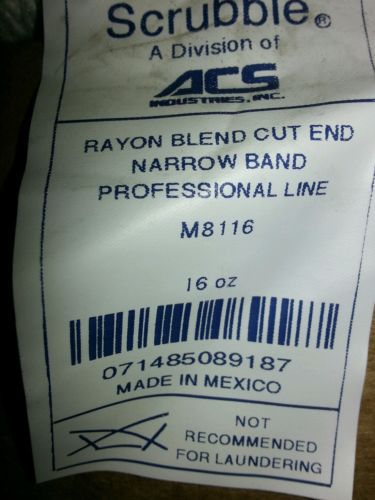 Scrubble®
A Division of
ACS
INDUSTRIES, INC.
RAYON BLEND CUT END
NARROW BAND
PROFESSIONAL LINE
M8116
16 oz
071485089187
MADE IN MEXICO
NOT
RECOMMENDED
FOR LAUNDERING